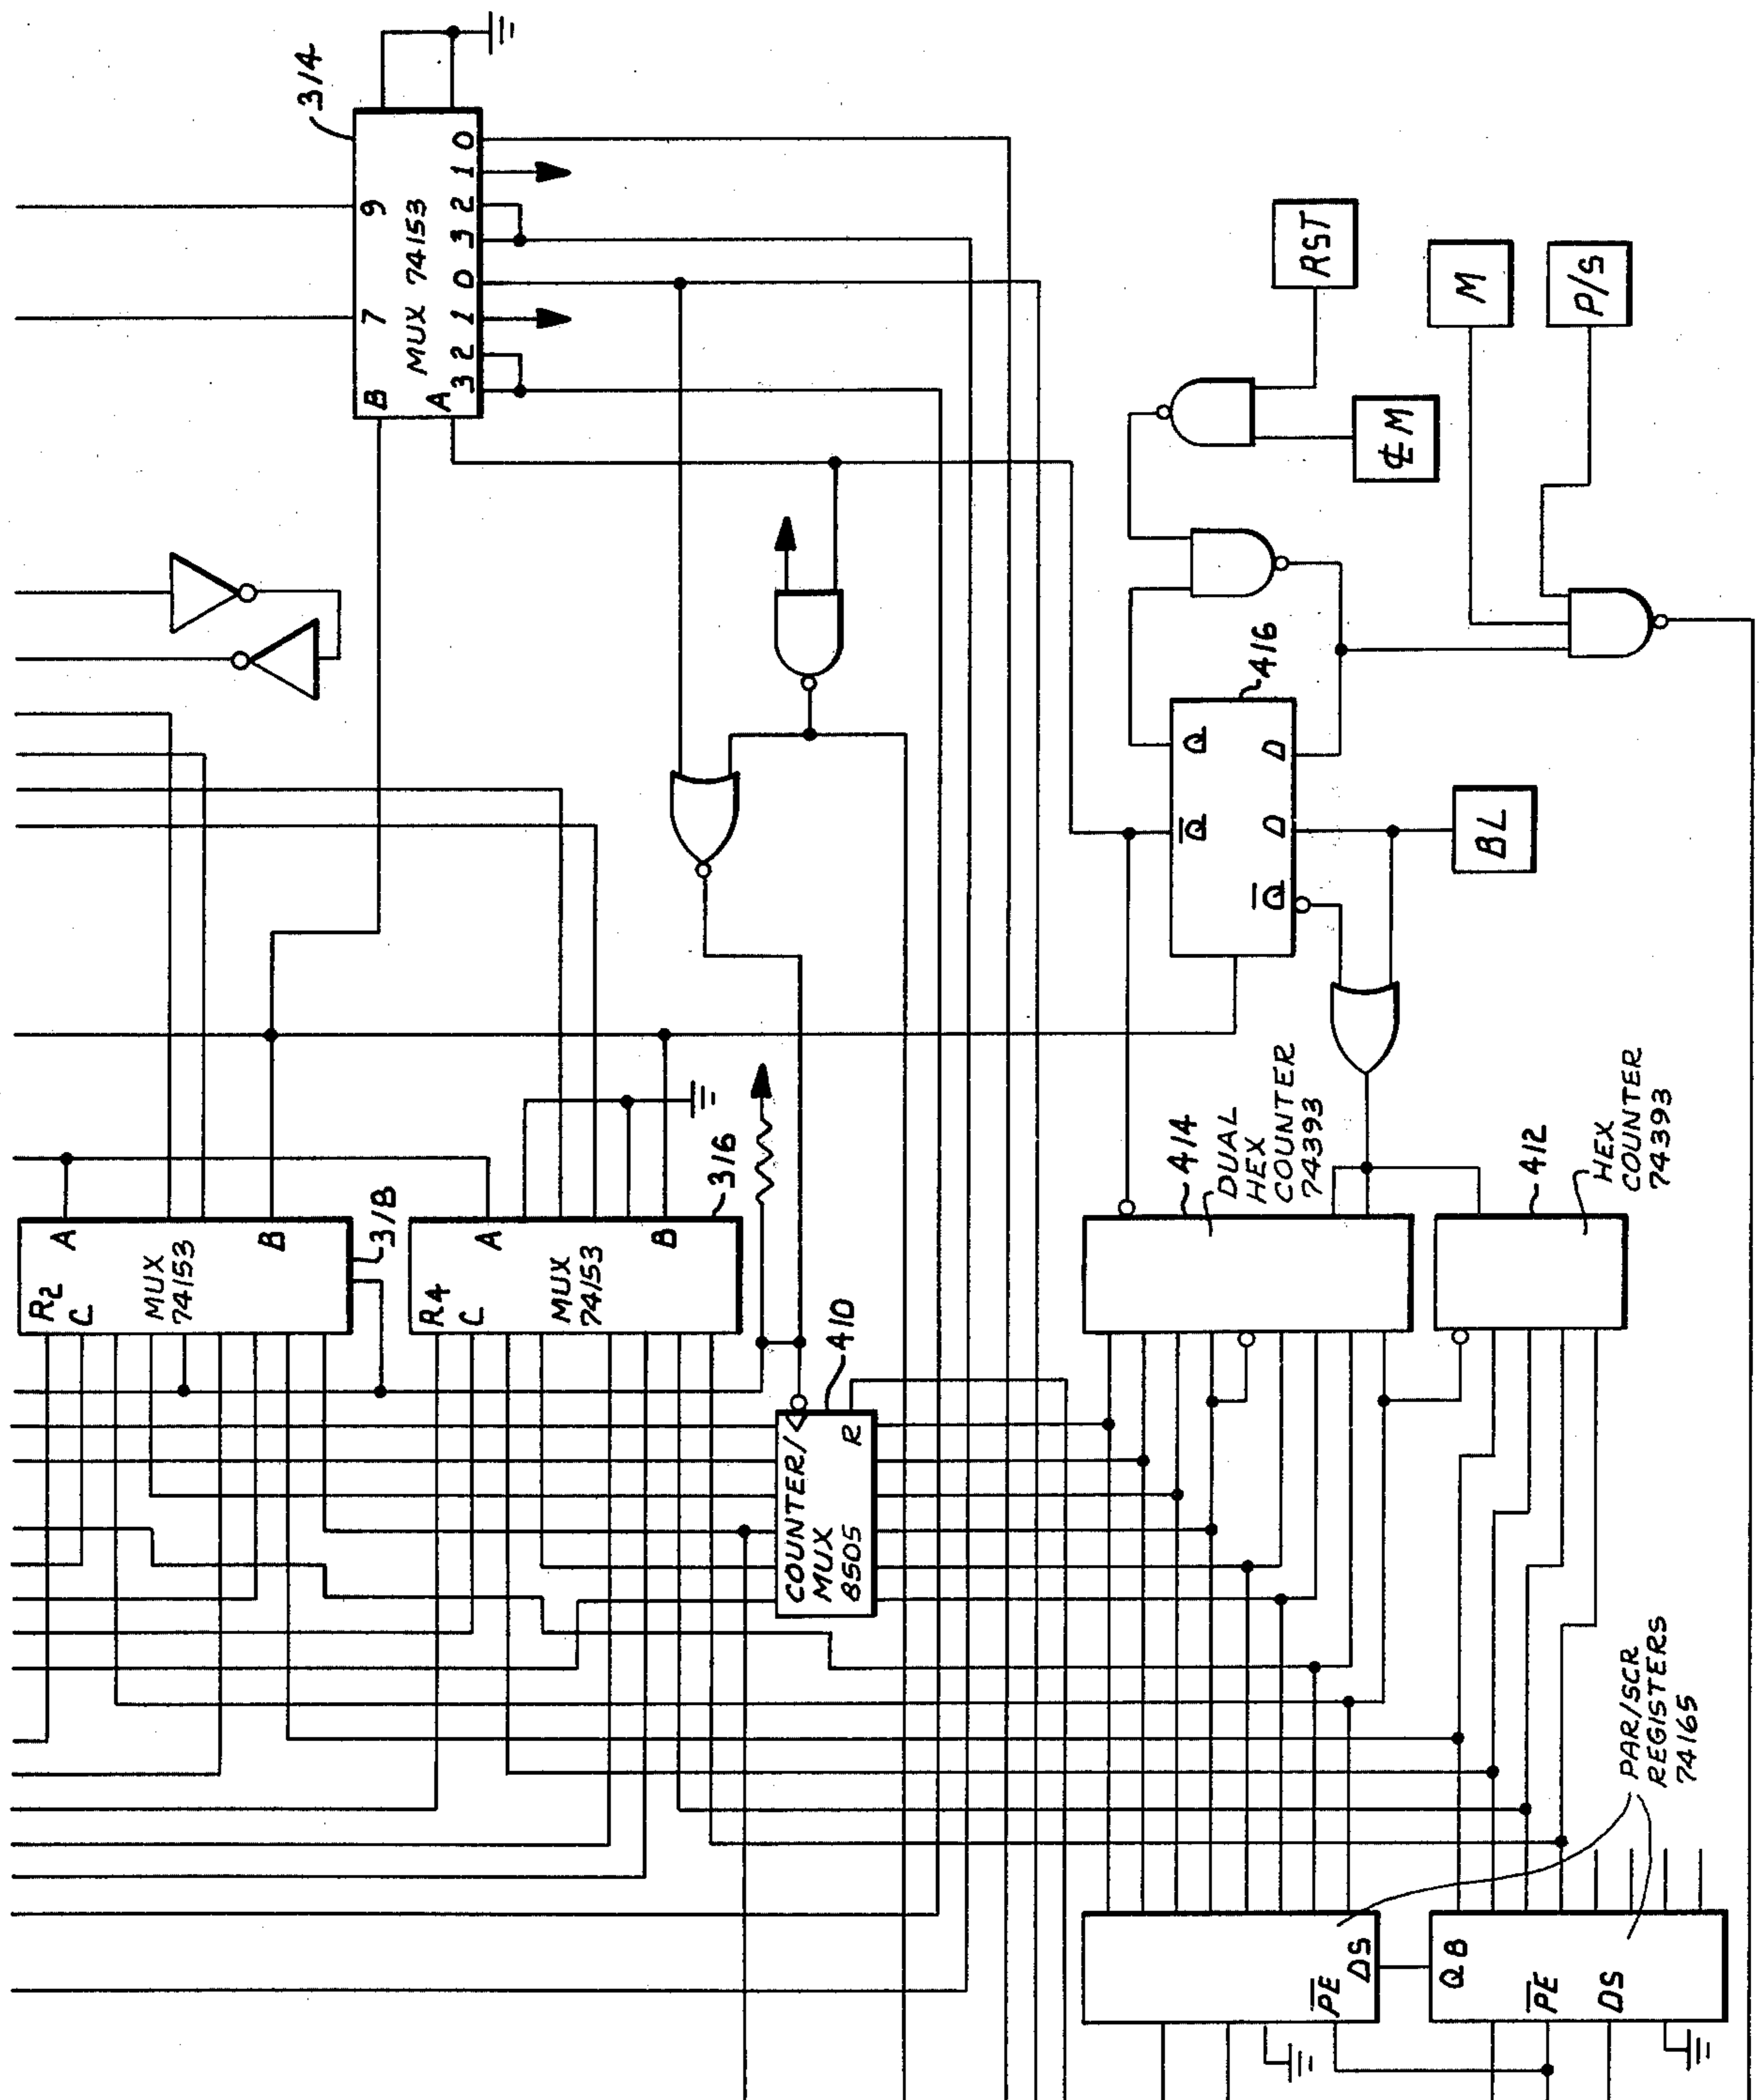 314
9
7
B
MUX 74153
A
0
1
2
3
0
1
2
3
RST
M
P/S
¢M
416
Q
D
Q̅
D
Q̅
BL
318
A
B
MUX
74153
R2
C
316
A
B
MUX
74153
R4
C
410
COUNTER/
MUX
8505
R
414
DUAL
HEX
COUNTER
74393
412
HEX
COUNTER
74393
PAR/SCR
REGISTERS
74165
P̅E̅
DS
QB
P̅E̅
DS